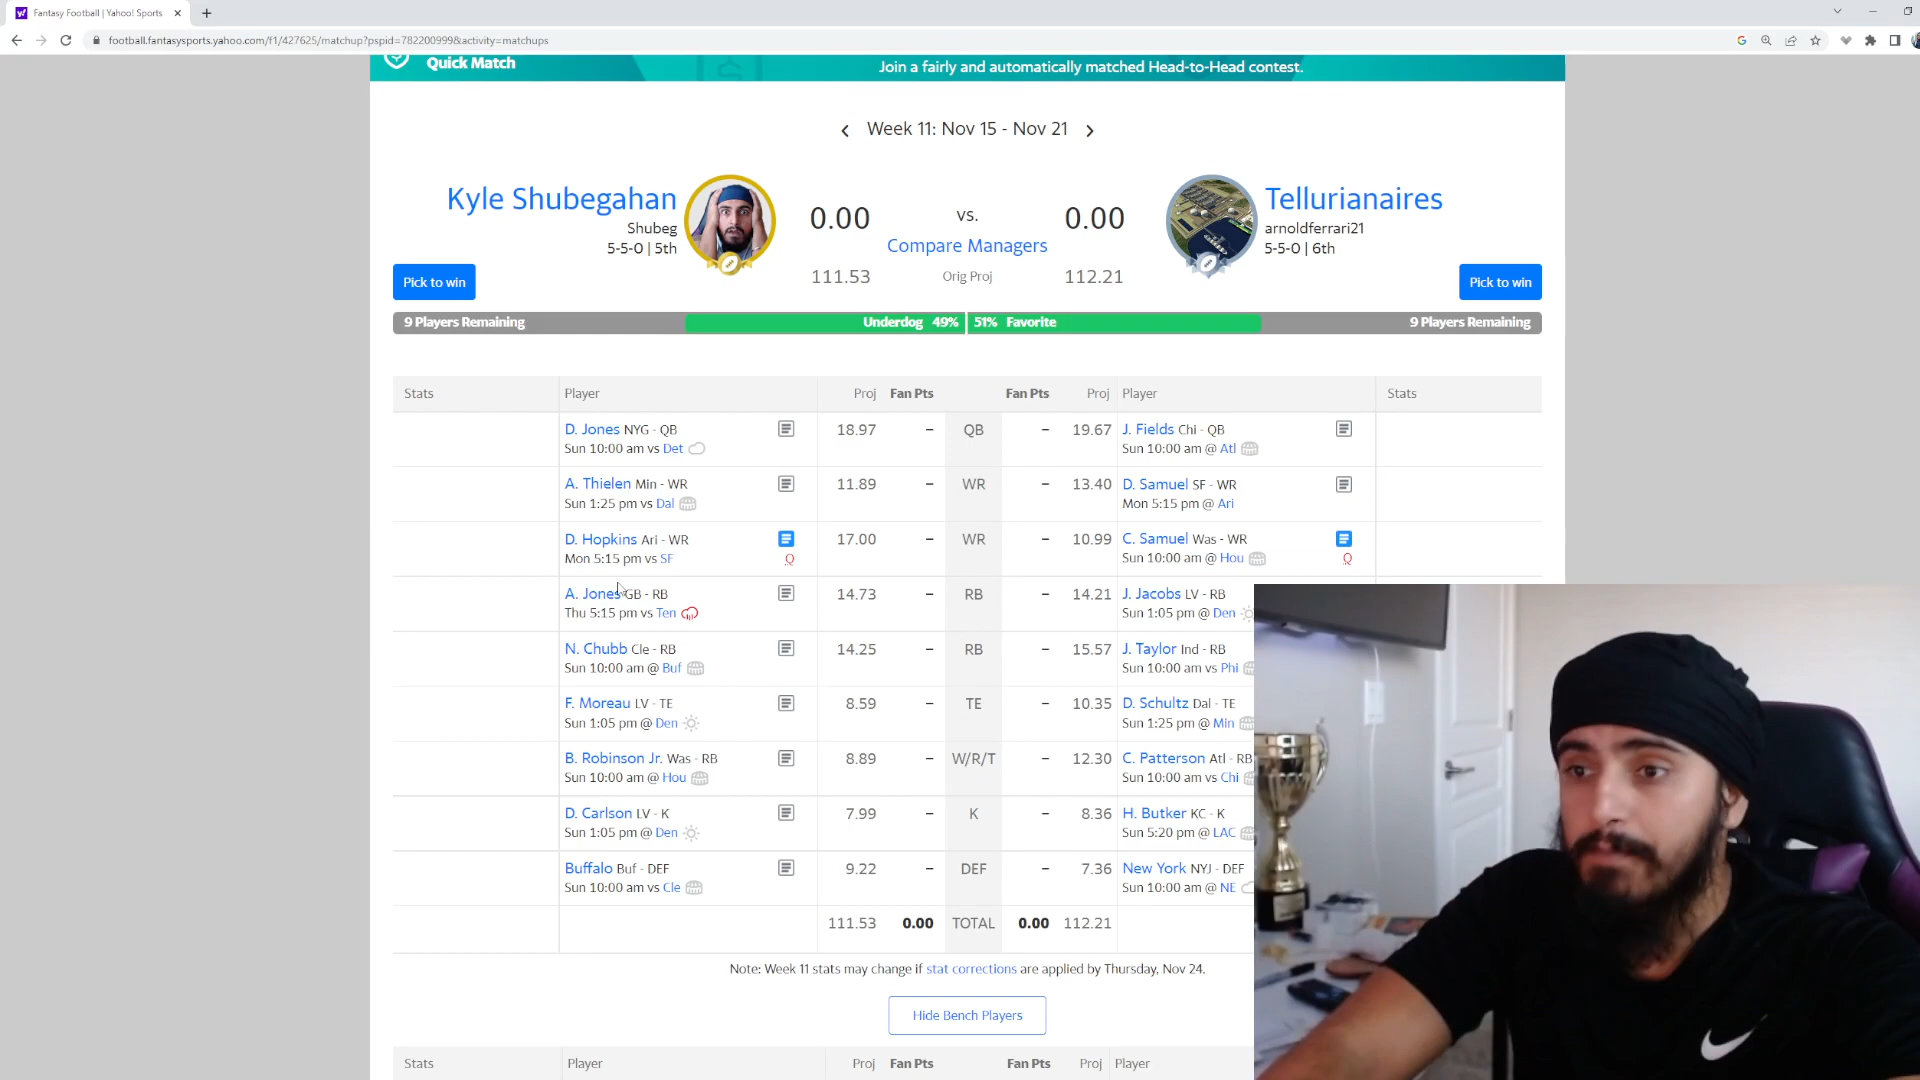 Fantasy Football | Yahoo! Sports
football.fantasysports.yahoo.com/f1/427625/matchup?pspid=782200999&activity=matchups
Quick Match
Join a fairly and automatically matched Head-to-Head contest.
Week 11: Nov 15 - Nov 21
Kyle Shubegahan
Shubeg
5-5-0 | 5th
0.00
vs.
0.00
Compare Managers
111.53
Orig Proj
112.21
Tellurianaires
arnoldferrari21
5-5-0 | 6th
Pick to win
Pick to win
9 Players Remaining
Underdog 49%
51% Favorite
9 Players Remaining
Stats Player Proj Fan Pts Fan Pts Proj Player Stats
D. Jones NYG - QB 18.97 – QB – 19.67 J. Fields Chi - QB
Sun 10:00 am vs Det Sun 10:00 am @ Atl
A. Thielen Min - WR 11.89 – WR – 13.40 D. Samuel SF - WR
Sun 1:25 pm vs Dal Mon 5:15 pm @ Ari
D. Hopkins Ari - WR 17.00 – WR – 10.99 C. Samuel Was - WR
Mon 5:15 pm vs SF Q Sun 10:00 am @ Hou Q
A. Jones GB - RB 14.73 – RB – 14.21 J. Jacobs LV - RB
Thu 5:15 pm vs Ten Sun 1:05 pm @ Den
N. Chubb Cle - RB 14.25 – RB – 15.57 J. Taylor Ind - RB
Sun 10:00 am @ Buf Sun 10:00 am vs Phi
F. Moreau LV - TE 8.59 – TE – 10.35 D. Schultz Dal - TE
Sun 1:05 pm @ Den Sun 1:25 pm @ Min
B. Robinson Jr. Was - RB 8.89 – W/R/T – 12.30 C. Patterson Atl - RB
Sun 10:00 am @ Hou Sun 10:00 am vs Chi
D. Carlson LV - K 7.99 – K – 8.36 H. Butker KC - K
Sun 1:05 pm @ Den Sun 5:20 pm @ LAC
Buffalo Buf - DEF 9.22 – DEF – 7.36 New York NYJ - DEF
Sun 10:00 am vs Cle Sun 10:00 am @ NE
111.53 0.00 TOTAL 0.00 112.21
Note: Week 11 stats may change if stat corrections are applied by Thursday, Nov 24.
Hide Bench Players
Stats Player Proj Fan Pts Fan Pts Proj Player